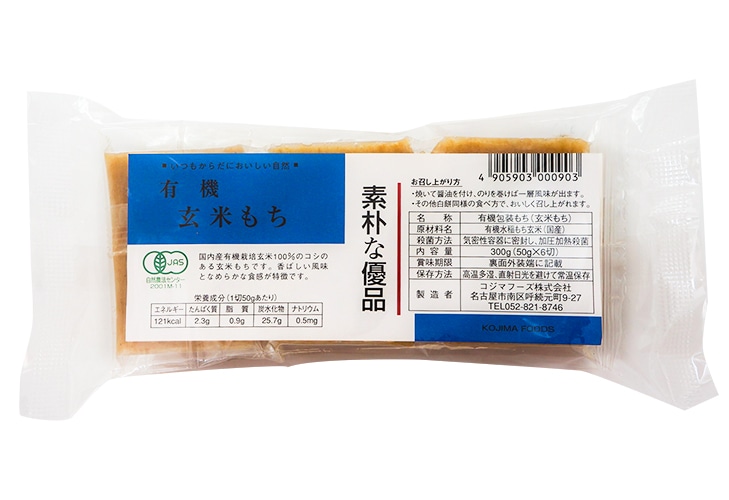 ■いつもからだにおいしい自然■
有機
玄米もち
JAS
自然農法センター
2001M-11
国内産有機栽培玄米100%のコシの
ある玄米もちです。香ばしい風味
となめらかな食感が特徴です。
栄養成分(1切50gあたり)
エネルギー たんぱく質 脂質 炭水化物 ナトリウム
121kcal 2.3g 0.9g 25.7g 0.5mg
素朴な優品
4 905903 000903
お召し上がり方
・焼いて醤油を付け、のりを巻けば一層風味が出ます。
・その他白餅同様の食べ方で、おいしく召し上がれます。
名称 有機包装もち(玄米もち)
原材料名 有機水稲もち玄米(国産)
殺菌方法 気密性容器に密封し、加圧加熱殺菌
内容量 300g(50g×6切)
賞味期限 裏面外装端に記載
保存方法 高温多湿、直射日光を避けて常温保存
製造者 コジマフーズ株式会社
名古屋市南区呼続元町9-27
TEL052-821-8746
KOJIMA FOODS